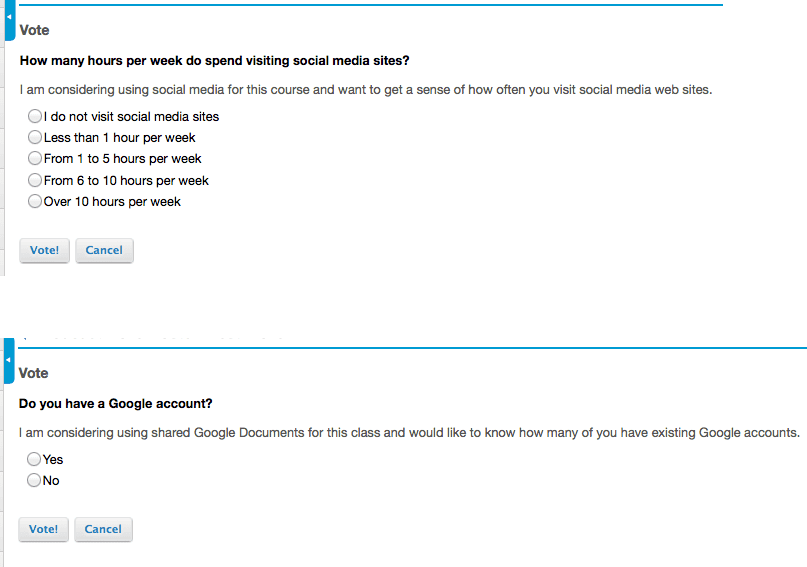 Vote
How many hours per week do spend visiting social media sites?
I am considering using social media for this course and want to get a sense of how often you visit social media web sites.
I do not visit social media sites
Less than 1 hour per week
From 1 to 5 hours per week
From 6 to 10 hours per week
Over 10 hours per week
Vote! Cancel
Vote
Do you have a Google account?
I am considering using shared Google Documents for this class and would like to know how many of you have existing Google accounts.
Yes
No
Vote! Cancel